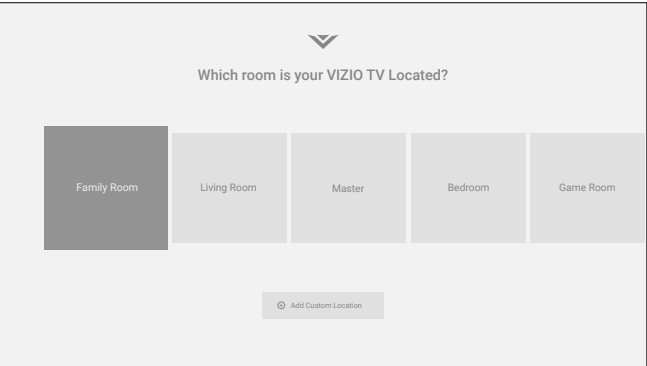 Which room is your VIZIO TV Located?
Family Room
Living Room
Master
Bedroom
Game Room
Add Custom Location